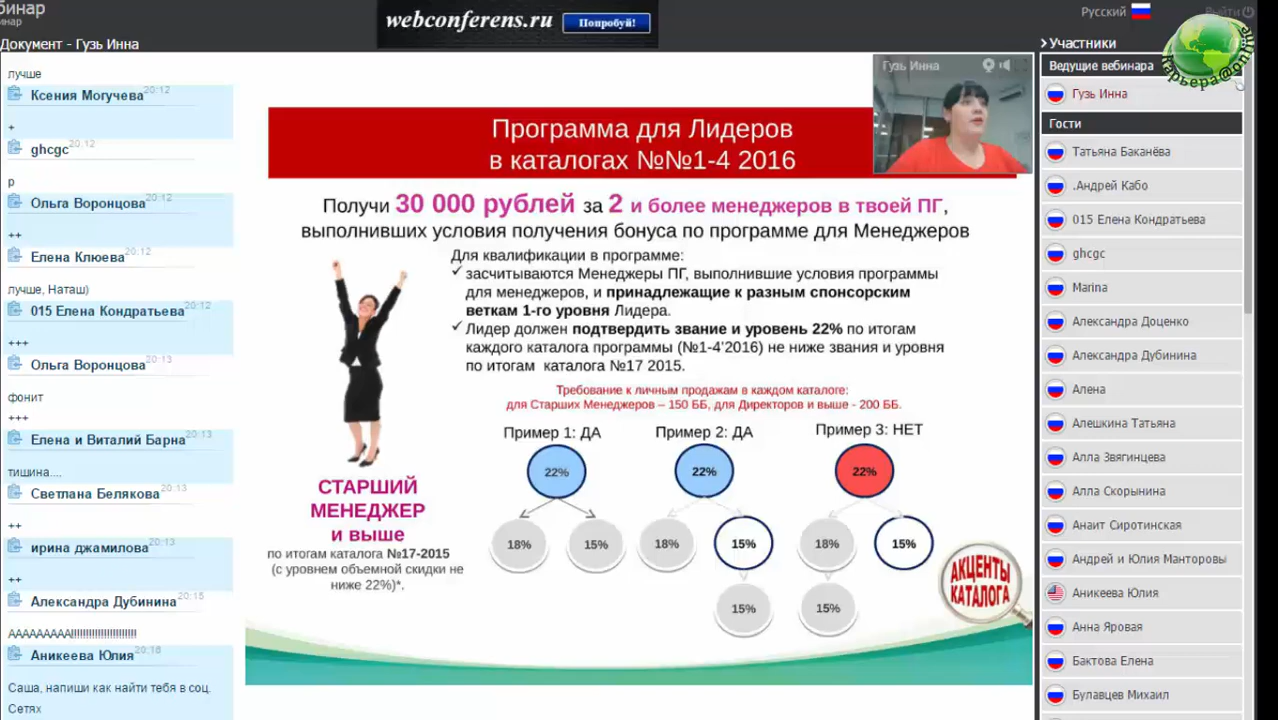 бинар
инар
webconferens.ru
Попробуй!
Русский
Выйти
Документ - Гузь Инна
Участники
карьера@online
лучше
Ксения Могучева 20:12
+
ghcgc 20:12
р
Ольга Воронцова 20:12
++
Елена Клюева 20:12
лучше, Наташ)
015 Елена Кондратьева 20:12
+++
Ольга Воронцова 20:13
фонит
+++
Елена и Виталий Барна 20:13
тишина....
Светлана Белякова 20:13
++
ирина джамилова 20:13
++
Александра Дубинина 20:15
Аникеева Юлия 20:18
Саша, напиши как найти тебя в соц.
Сетях
Гузь Инна
Программа для Лидеров
в каталогах №№1-4 2016
Получи 30 000 рублей за 2 и более менеджеров в твоей ПГ,
выполнивших условия получения бонуса по программе для Менеджеров
Для квалификации в программе:
✓засчитываются Менеджеры ПГ, выполнившие условия программы
для менеджеров, и принадлежащие к разным спонсорским
веткам 1-го уровня Лидера.
✓Лидер должен подтвердить звание и уровень 22% по итогам
каждого каталога программы (№1-4'2016) не ниже звания и уровня
по итогам каталога №17 2015.
Требование к личным продажам в каждом каталоге:
для Старших Менеджеров – 150 ББ, для Директоров и выше - 200 ББ.
Пример 1: ДА
Пример 2: ДА
Пример 3: НЕТ
22%
22%
22%
18%
15%
18%
15%
18%
15%
15%
15%
СТАРШИЙ
МЕНЕДЖЕР
и выше
по итогам каталога №17-2015
(с уровнем объемной скидки не
ниже 22%)*.
АКЦЕНТЫ
КАТАЛОГА
Ведущие вебинара
Гузь Инна
Гости
Татьяна Баканёва
.Андрей Кабо
015 Елена Кондратьева
ghcgc
Marina
Александра Доценко
Александра Дубинина
Алена
Алешкина Татьяна
Алла Звягинцева
Алла Скорынина
Анаит Сиротинская
Андрей и Юлия Манторовы
Аникеева Юлия
Анна Яровая
Бактова Елена
Булавцев Михаил